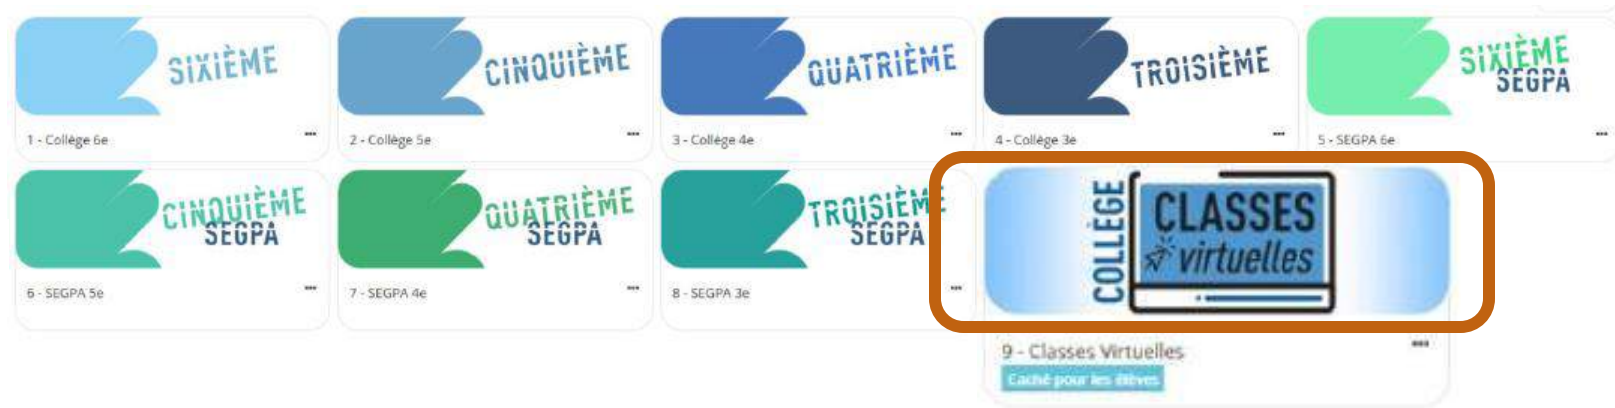 SIXIÈME
1 - Collège 6e
CINQUIÈME
2 - Collège 5e
QUATRIÈME
3 - Collège 4e
TROISIÈME
4 - Collège 3e
SIXIÈME
SEGPA
5 - SEGPA 6e
CINQUIÈME
SEGPA
6 - SEGPA 5e
QUATRIÈME
SEGPA
7 - SEGPA 4e
TROISIÈME
SEGPA
8 - SEGPA 3e
COLLÈGE
CLASSES
virtuelles
9 - Classes Virtuelles
Caché pour les élèves